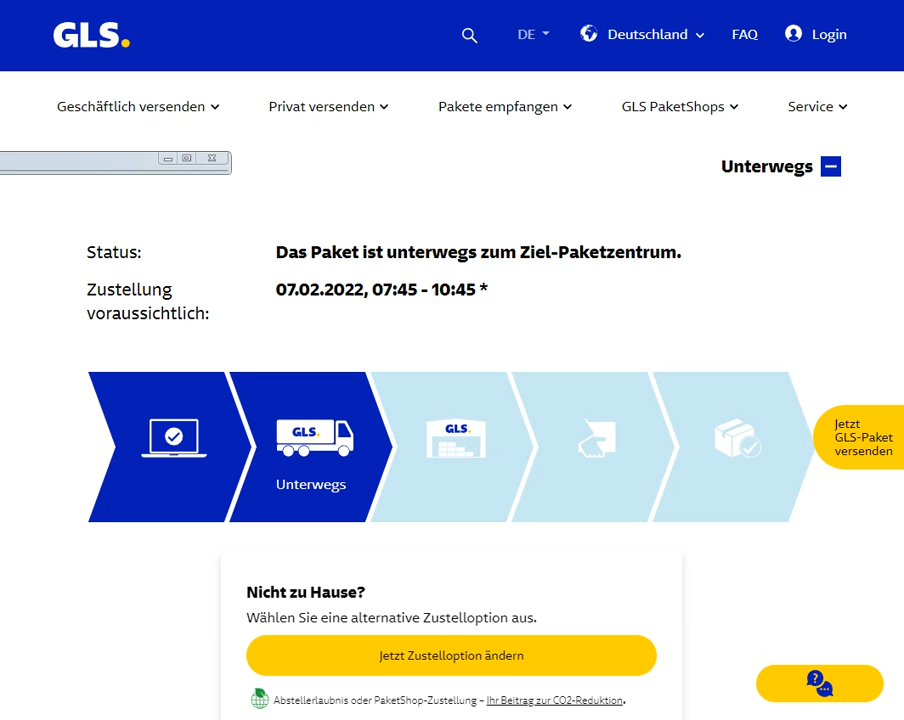 GLS.
DE
Deutschland
FAQ
Login
Geschäftlich versenden
Privat versenden
Pakete empfangen
GLS PaketShops
Service
Unterwegs
Status:
Das Paket ist unterwegs zum Ziel-Paketzentrum.
Zustellung
voraussichtlich:
07.02.2022, 07:45 - 10:45 *
GLS.
GLS.
Unterwegs
Jetzt
GLS-Paket
versenden
Nicht zu Hause?
Wählen Sie eine alternative Zustelloption aus.
Jetzt Zustelloption ändern
Abstellerlaubnis oder PaketShop-Zustellung – Ihr Beitrag zur CO2-Reduktion.